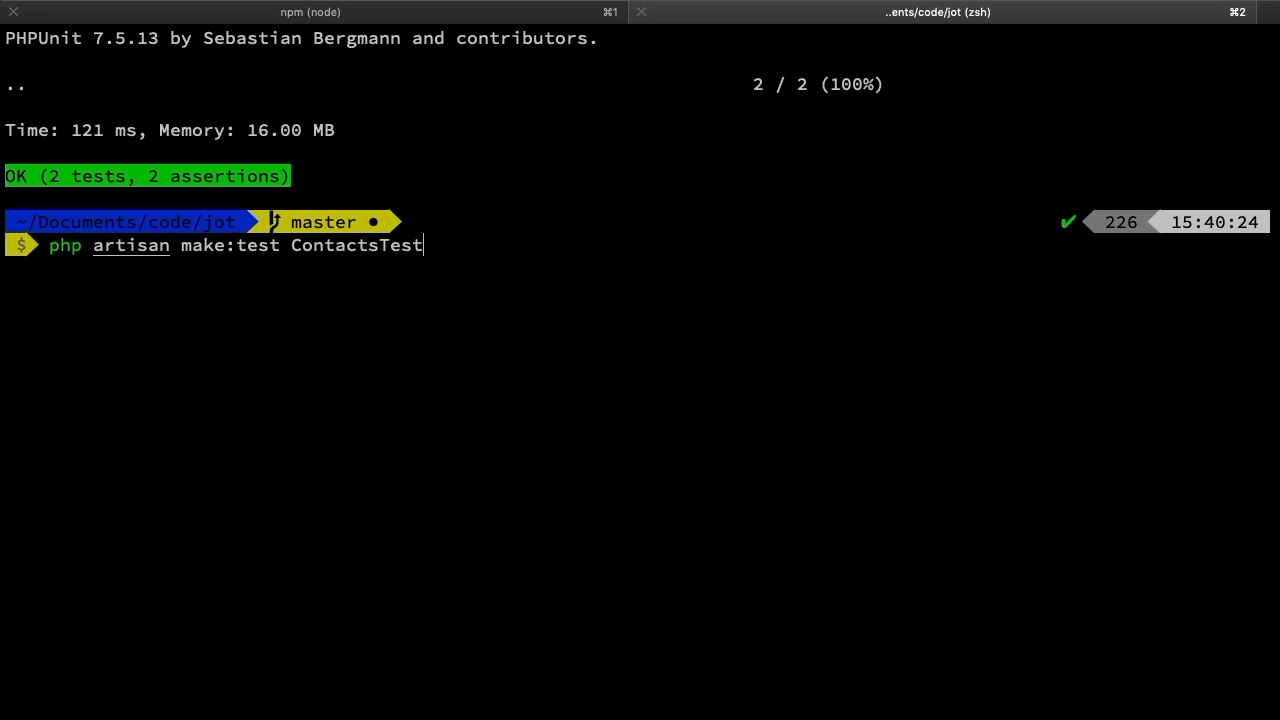 npm (node) ⌘1 ..ents/code/jot (zsh) ⌘2
PHPUnit 7.5.13 by Sebastian Bergmann and contributors.
.. 2 / 2 (100%)
Time: 121 ms, Memory: 16.00 MB
OK (2 tests, 2 assertions)
~/Documents/code/jot master ● ✔ 226 15:40:24
$ php artisan make:test ContactsTest